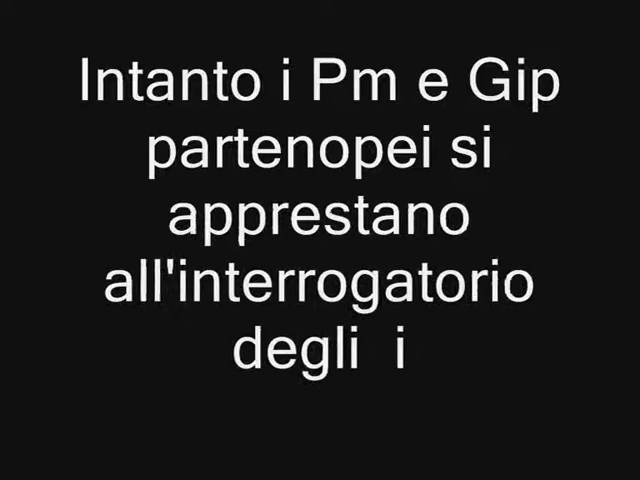 Intanto i Pm e Gip
partenopei si
apprestano
all'interrogatorio
degli  i